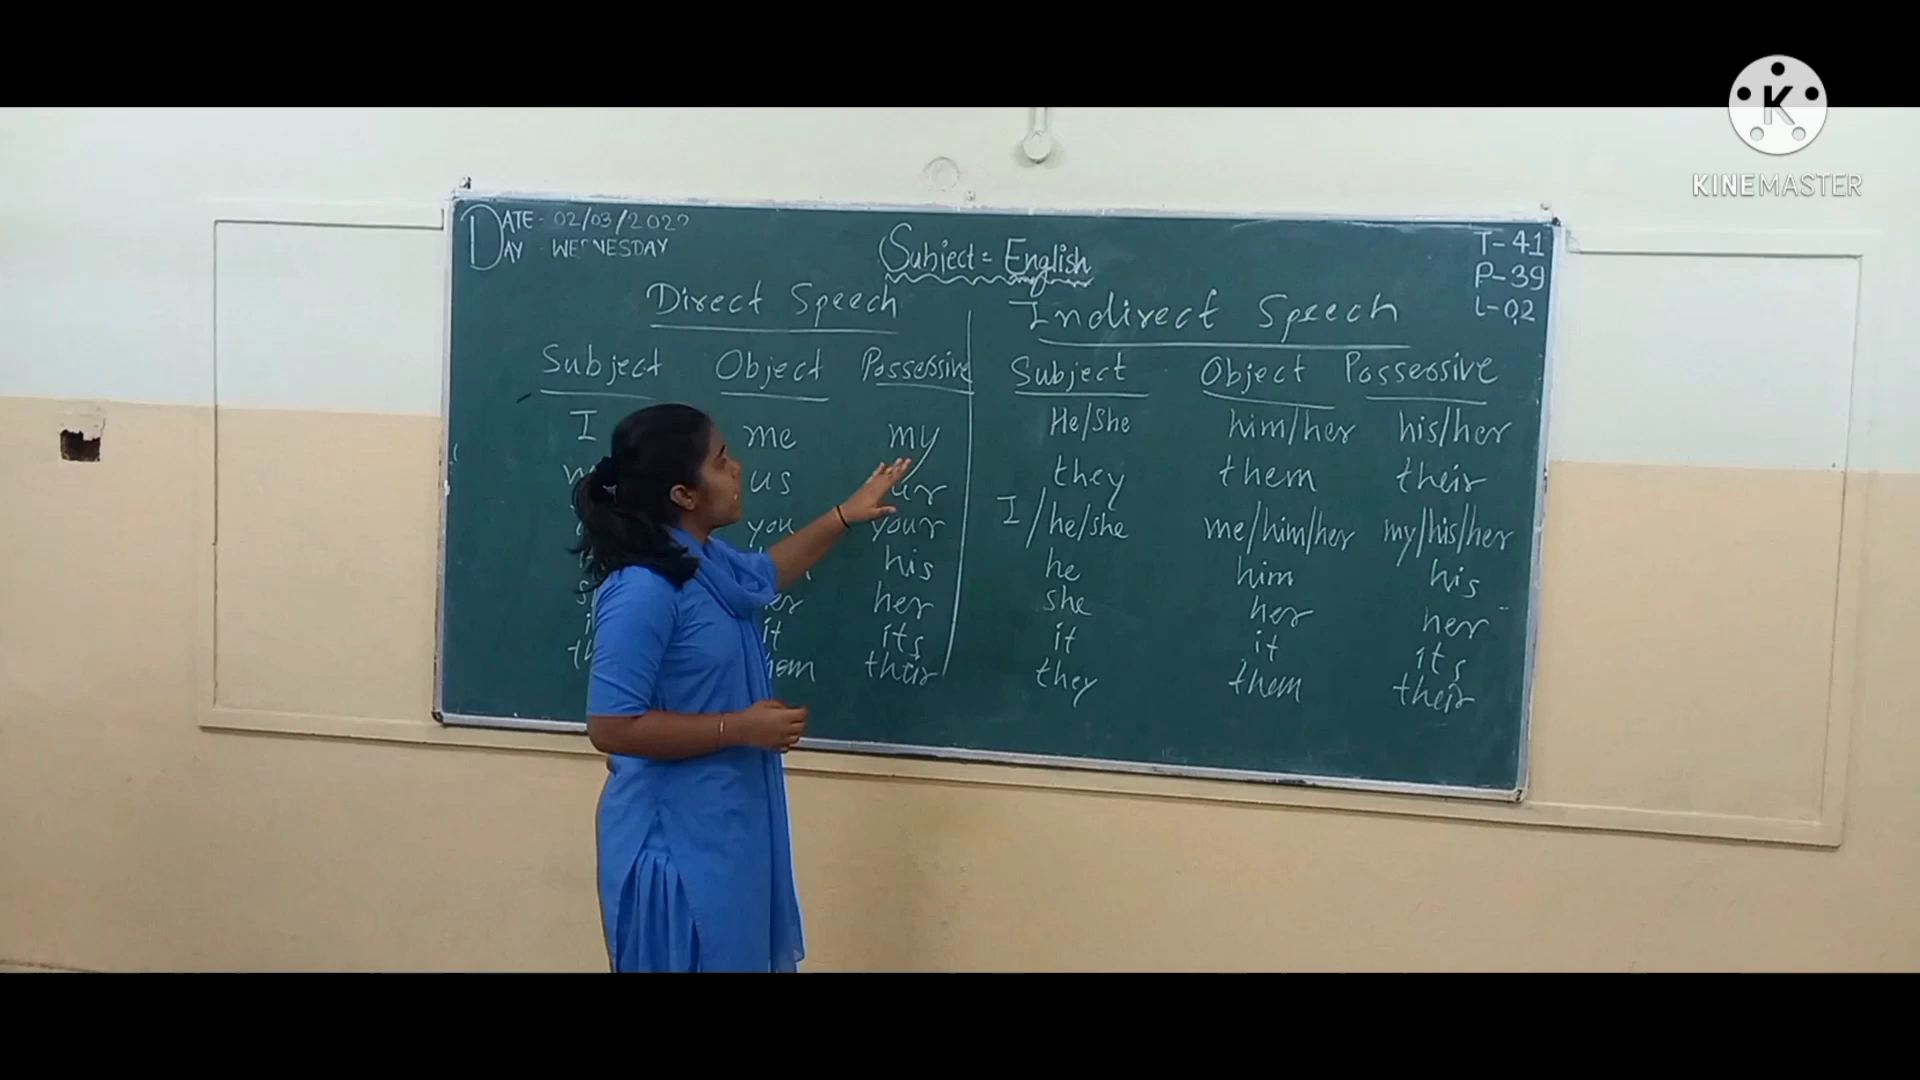 KINEMASTER
DATE - 02/03/2022
DAY WEDNESDAY
Subject = English
T- 41
P- 39
L- 02
Direct Speech
Indirect Speech
Subject Object Possessive Subject Object Possessive
I me my He/She him/her his/her
us they them their
you your I/he/she me/him/her my/his/her
his he him his
her she her her
it its it it its
their they them their